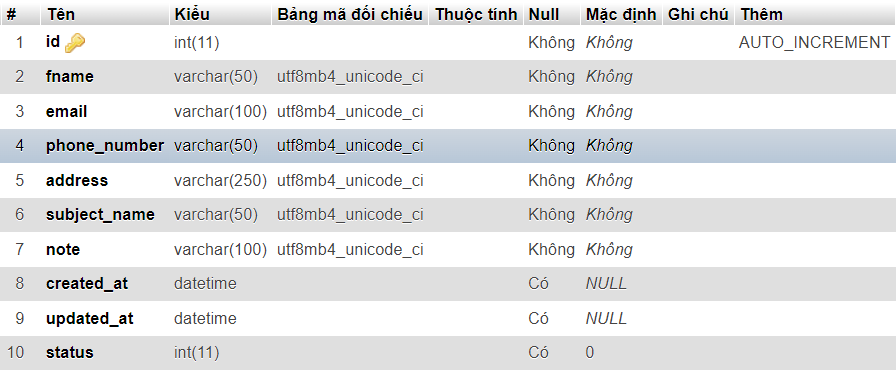 # Tên Kiểu Bảng mã đối chiếu Thuộc tính Null Mặc định Ghi chú Thêm
1 id int(11) Không Không AUTO_INCREMENT
2 fname varchar(50) utf8mb4_unicode_ci Không Không
3 email varchar(100) utf8mb4_unicode_ci Không Không
4 phone_number varchar(50) utf8mb4_unicode_ci Không Không
5 address varchar(250) utf8mb4_unicode_ci Không Không
6 subject_name varchar(50) utf8mb4_unicode_ci Không Không
7 note varchar(100) utf8mb4_unicode_ci Không Không
8 created_at datetime Có NULL
9 updated_at datetime Có NULL
10 status int(11) Có 0